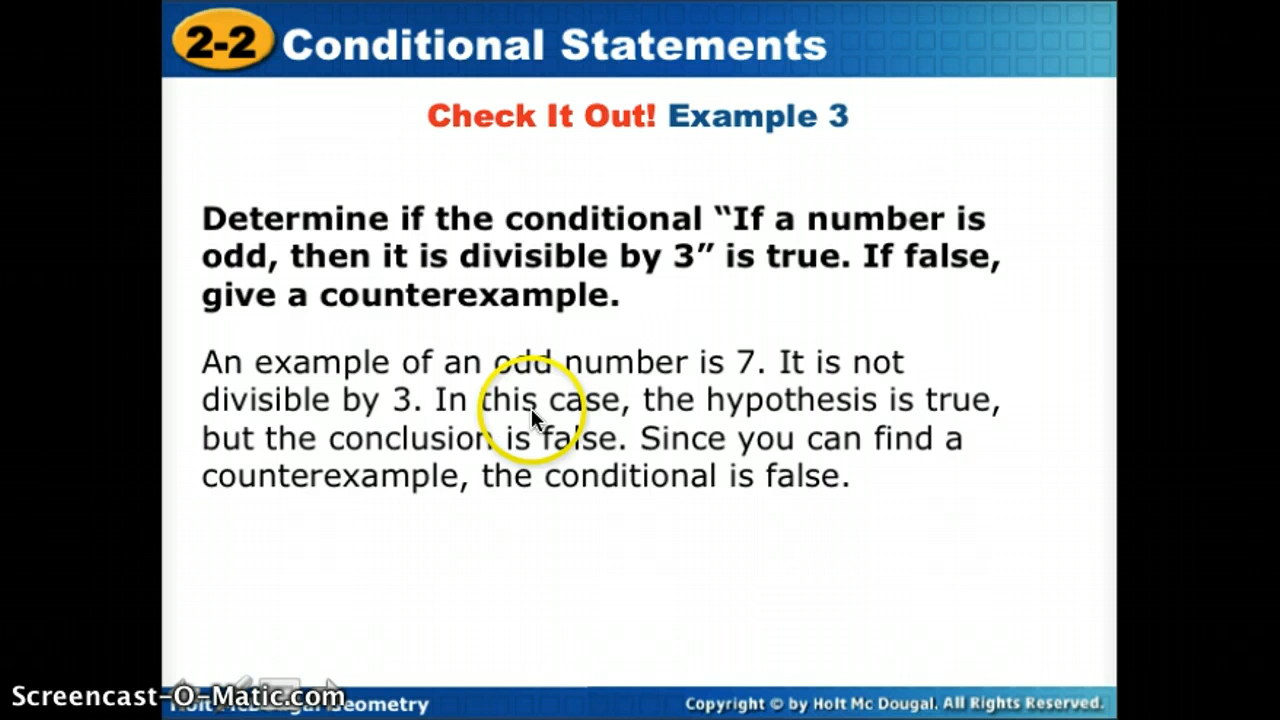 2-2 Conditional Statements
Check It Out! Example 3
Determine if the conditional “If a number is
odd, then it is divisible by 3” is true. If false,
give a counterexample.
An example of an odd number is 7. It is not
divisible by 3. In this case, the hypothesis is true,
but the conclusion is false. Since you can find a
counterexample, the conditional is false.
Screencast-O-Matic.com
Holt McDougal Geometry
Copyright © by Holt Mc Dougal. All Rights Reserved.